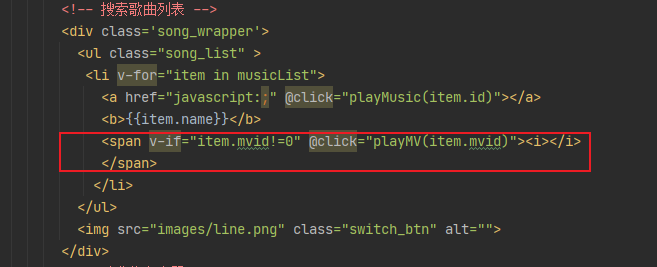 <!-- 搜索歌曲列表 -->
<div class='song_wrapper'>
<ul class="song_list" >
<li v-for="item in musicList">
<a href="javascript:;" @click="playMusic(item.id)"></a>
<b>{{item.name}}</b>
<span v-if="item.mvid!=0" @click="playMV(item.mvid)"><i></i>
</span>
</li>
</ul>
<img src="images/line.png" class="switch_btn" alt="">
</div>